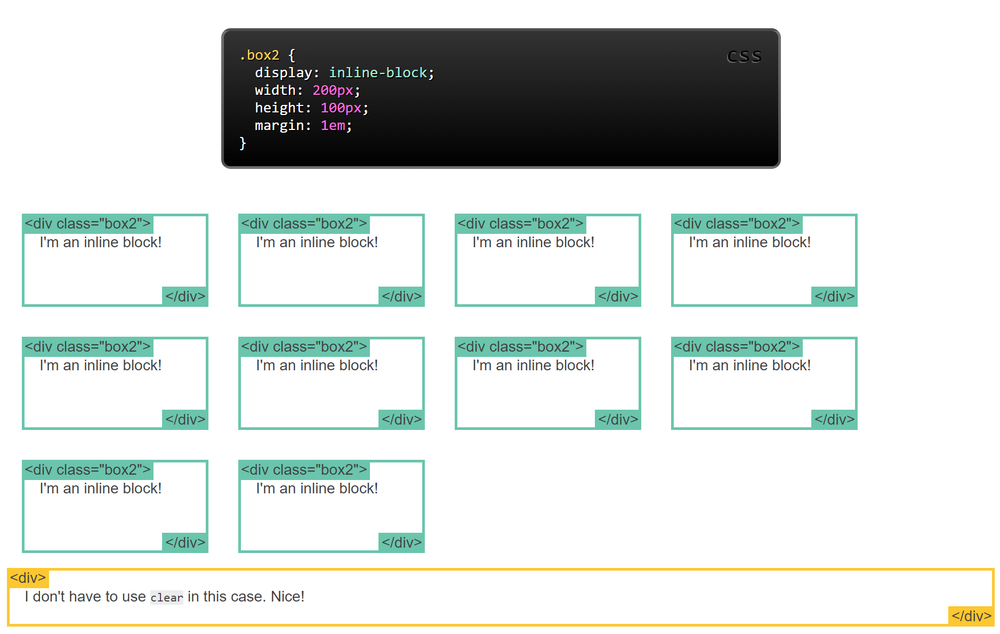 css
.box2 {
  display: inline-block;
  width: 200px;
  height: 100px;
  margin: 1em;
}
<div class="box2"> <div class="box2"> <div class="box2"> <div class="box2">
I'm an inline block! I'm an inline block! I'm an inline block! I'm an inline block!
</div> </div> </div> </div>
<div class="box2"> <div class="box2"> <div class="box2"> <div class="box2">
I'm an inline block! I'm an inline block! I'm an inline block! I'm an inline block!
</div> </div> </div> </div>
<div class="box2"> <div class="box2">
I'm an inline block! I'm an inline block!
</div> </div>
<div>
I don't have to use clear in this case. Nice!
</div>